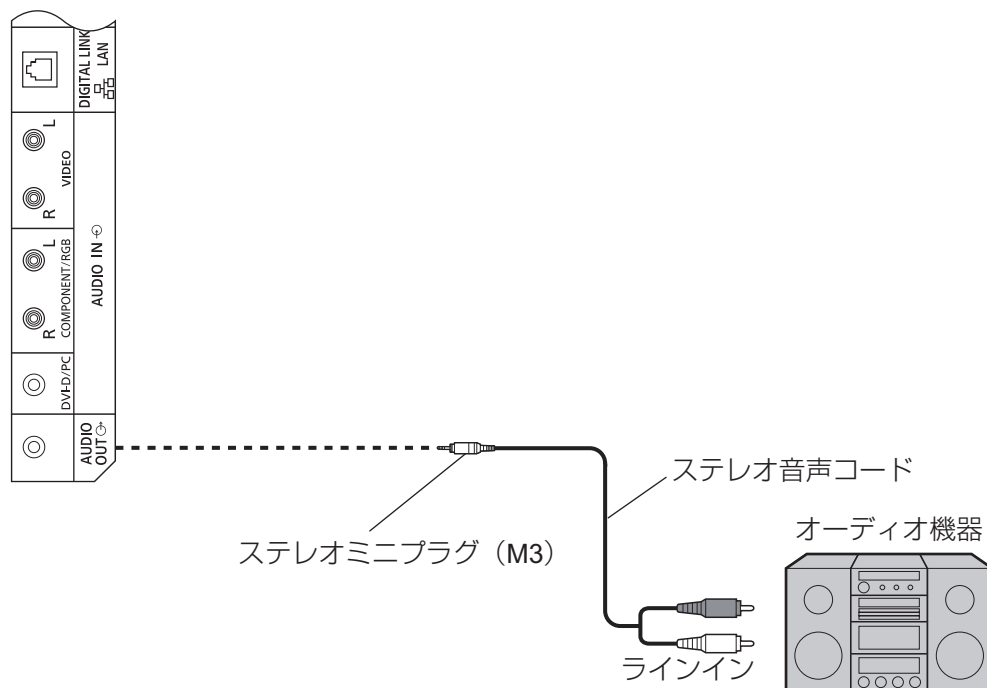 DIGITAL LINK
LAN
L
VIDEO
R
AUDIO IN
L
COMPONENT/RGB
R
DVI-D/PC
AUDIO
OUT
ステレオ音声コード
オーディオ機器
ステレオミニプラグ（M3）
ラインイン